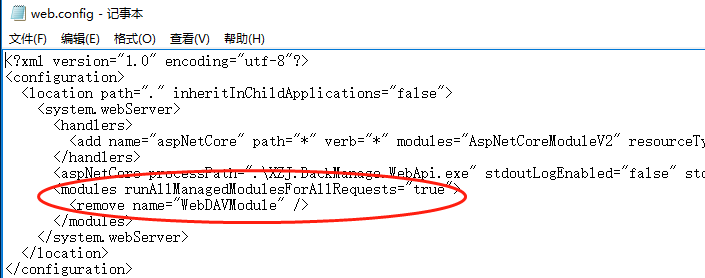 web.config - 记事本
文件(F) 编辑(E) 格式(O) 查看(V) 帮助(H)
<?xml version="1.0" encoding="utf-8"?>
<configuration>
<location path="." inheritInChildApplications="false">
<system.webServer>
<handlers>
<add name="aspNetCore" path="*" verb="*" modules="AspNetCoreModuleV2" resourceTy
</handlers>
<aspNetCore processPath=".\XZJ.BackManage.WebApi.exe" stdoutLogEnabled="false" std
<modules runAllManagedModulesForAllRequests="true">
<remove name="WebDAVModule" />
</modules>
</system.webServer>
</location>
</configuration>